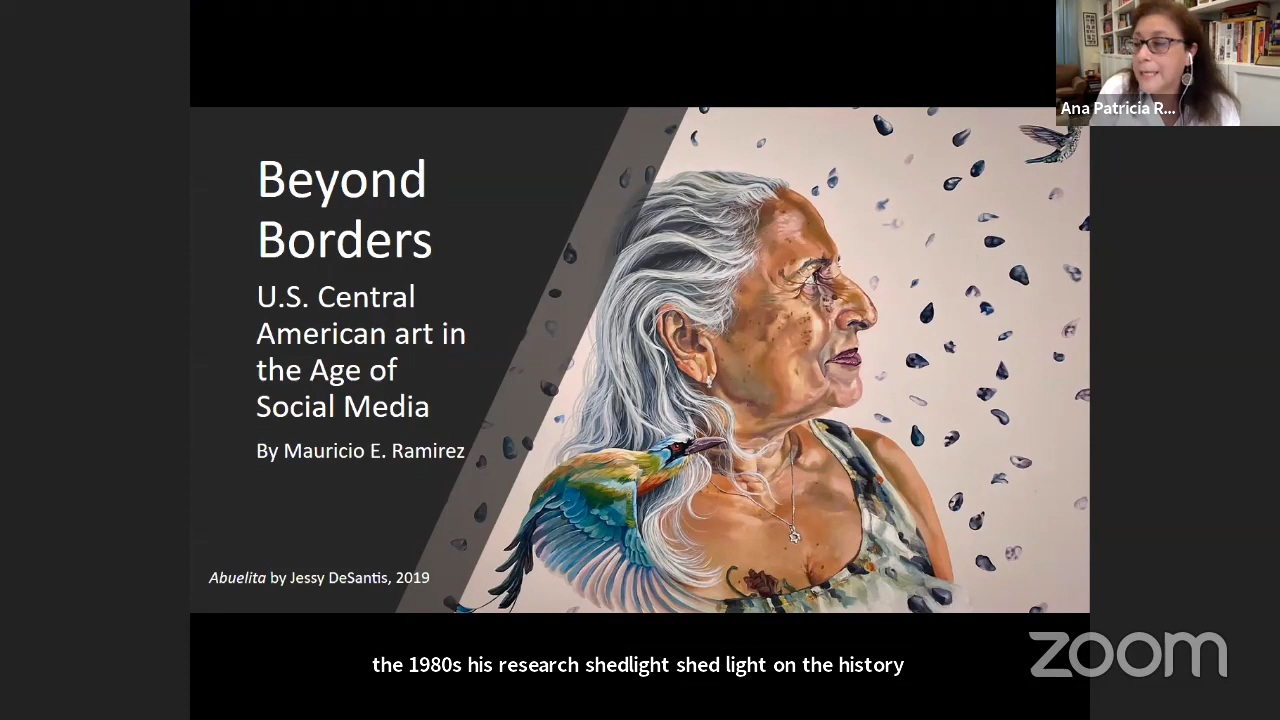 Ana Patricia R...
Beyond
Borders
U.S. Central
American art in
the Age of
Social Media
By Mauricio E. Ramirez
Abuelita by Jessy DeSantis, 2019
the 1980s his research shedlight shed light on the history
zoom